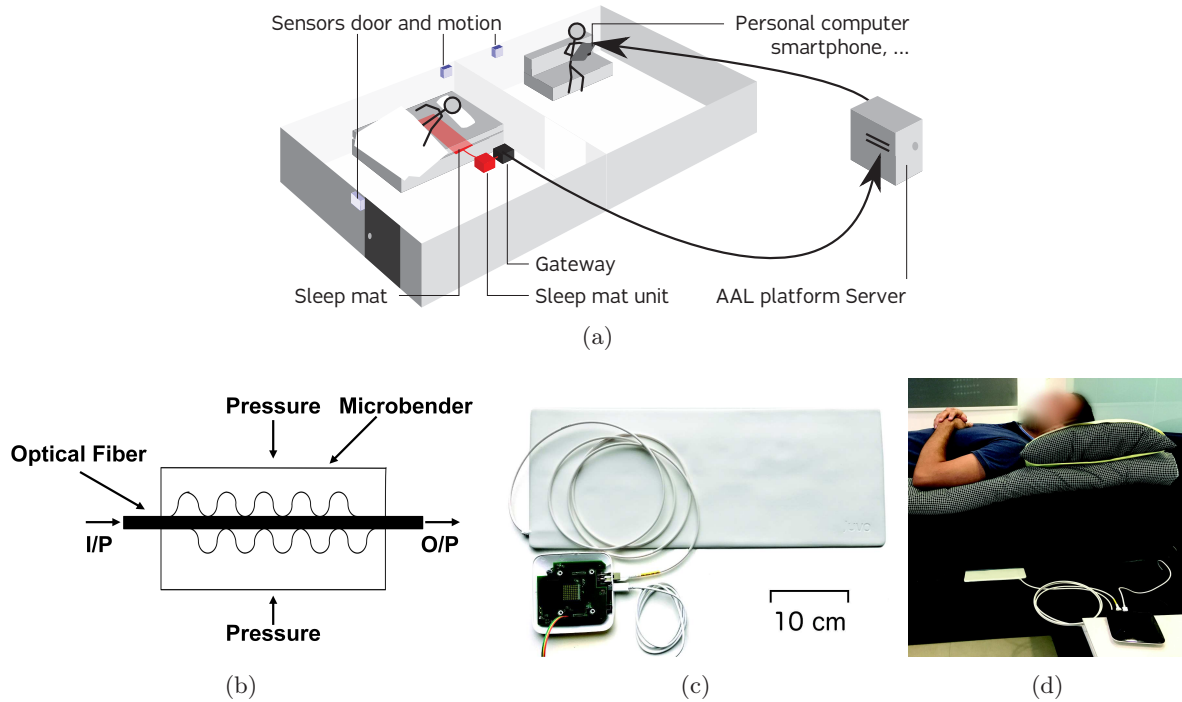 Sensors door and motion
Personal computer
smartphone, ...
Gateway
Sleep mat
Sleep mat unit
AAL platform Server
(a)
Pressure
Microbender
Optical Fiber
I/P
O/P
Pressure
(b)
juvo
10 cm
(c)
(d)